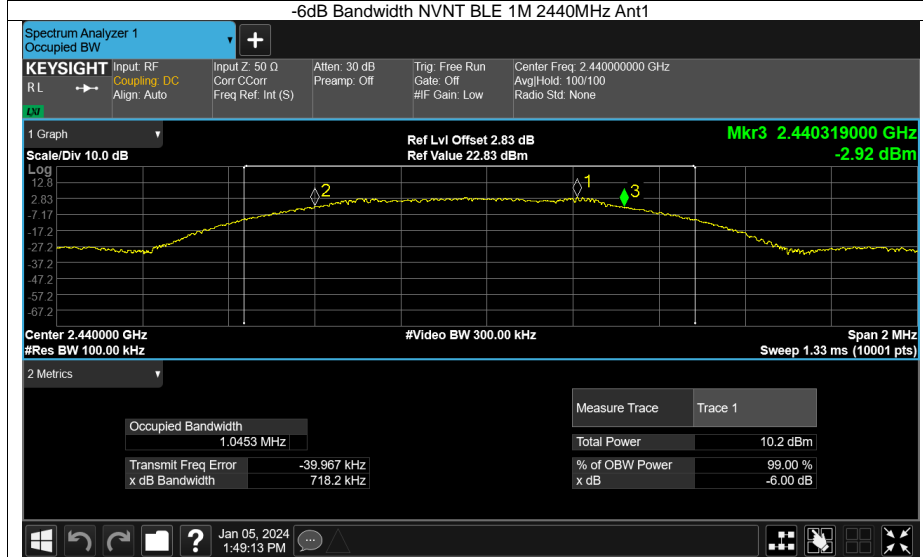 -6dB Bandwidth NVNT BLE 1M 2440MHz Ant1
Spectrum Analyzer 1
Occupied BW
+
KEYSIGHT
R L
LXI
Input: RF
Coupling: DC
Align: Auto
Input Z: 50 Ω
Corr CCorr
Freq Ref: Int (S)
Atten: 30 dB
Preamp: Off
Trig: Free Run
Gate: Off
#IF Gain: Low
Center Freq: 2.440000000 GHz
Avg|Hold: 100/100
Radio Std: None
1 Graph
Scale/Div 10.0 dB
Ref Lvl Offset 2.83 dB
Ref Value 22.83 dBm
Mkr3 2.440319000 GHz
-2.92 dBm
Log
12.8
2.83
-7.17
-17.2
-27.2
-37.2
-47.2
-57.2
-67.2
2
1
3
Center 2.440000 GHz
#Res BW 100.00 kHz
#Video BW 300.00 kHz
Span 2 MHz
Sweep 1.33 ms (10001 pts)
2 Metrics
Occupied Bandwidth
1.0453 MHz
Transmit Freq Error -39.967 kHz
x dB Bandwidth 718.2 kHz
Measure Trace Trace 1
Total Power 10.2 dBm
% of OBW Power 99.00 %
x dB -6.00 dB
?
Jan 05, 2024
1:49:13 PM